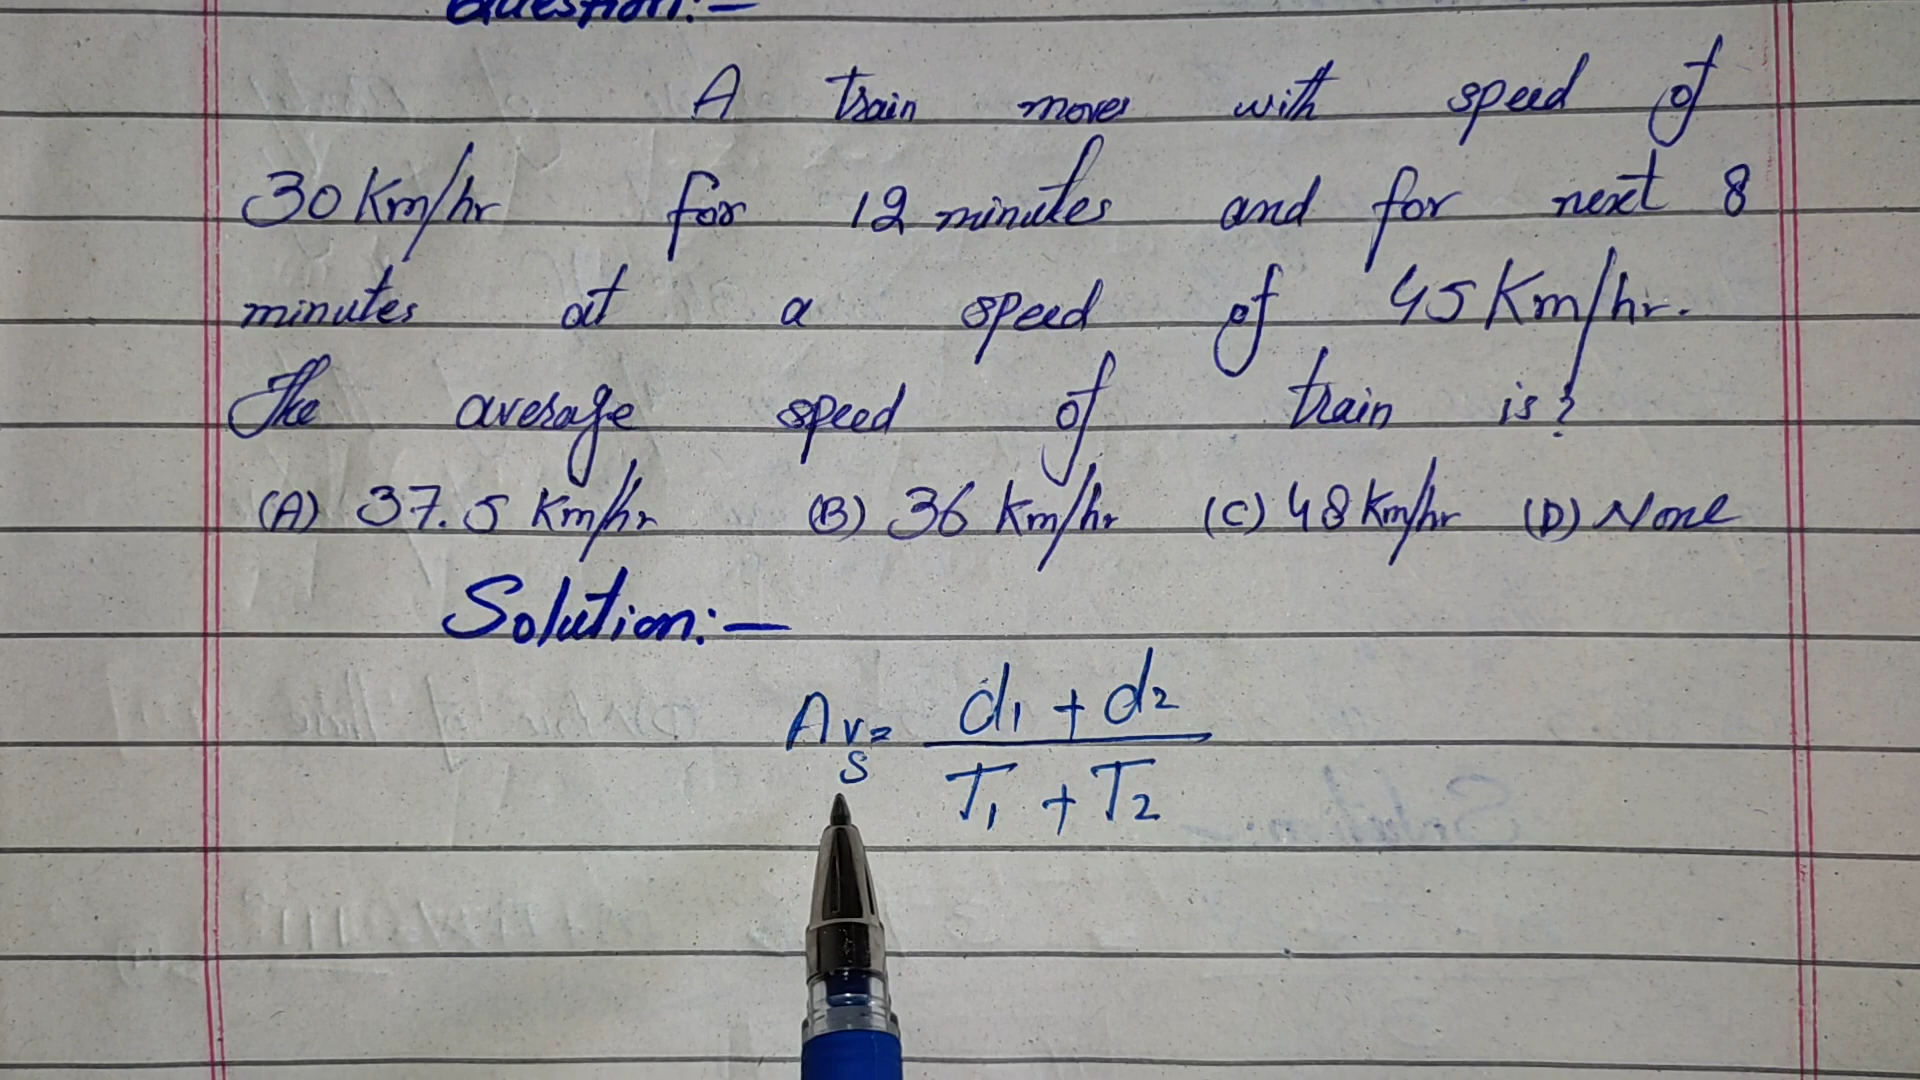 Question:-
A train moves with speed of
30 Km/hr for 12 minutes and for next 8
minutes at a speed of 45 Km/hr.
The average speed of train is?
(A) 37.5 Km/hr (B) 36 Km/hr (C) 48 Km/hr (D) None
Solution:-
Av = d1 + d2
s
T1 + T2